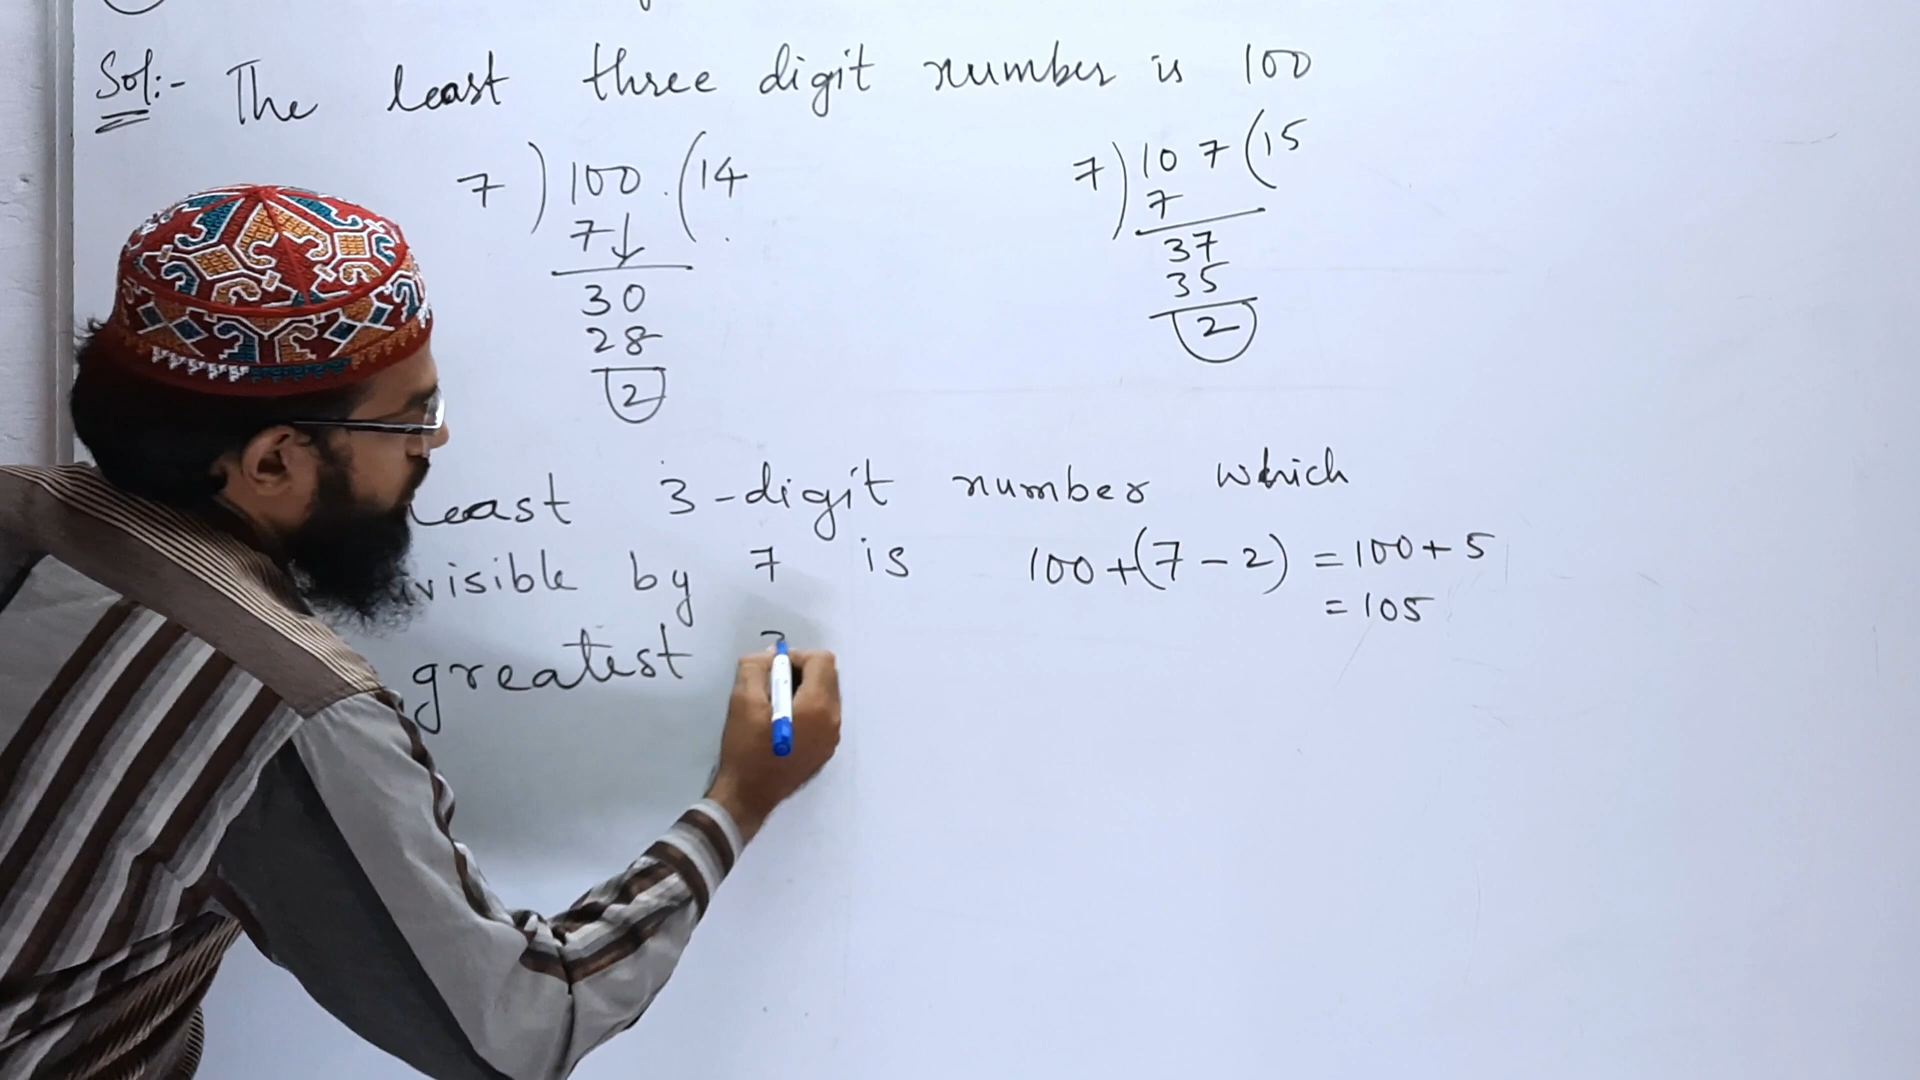 Sol:- The least three digit number is 100
7 ) 100 ( 14
7
30
28
2
7 ) 107 ( 15
7
37
35
2
least 3-digit number which
visible by 7 is 100+(7-2) = 100+5
= 105
greatest